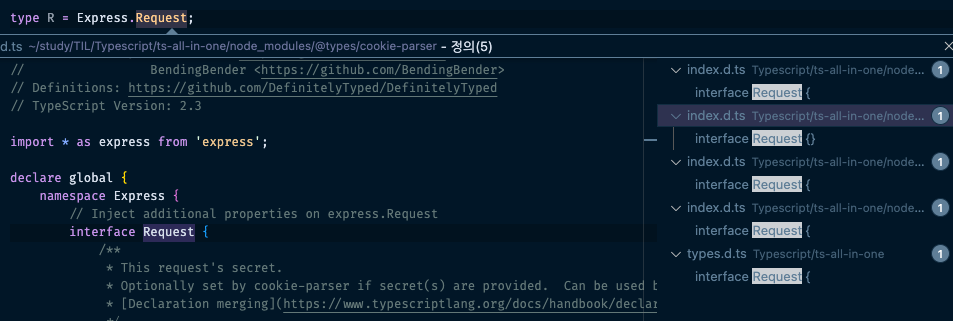 type R = Express.Request;
d.ts ~/study/TIL/Typescript/ts-all-in-one/node_modules/@types/cookie-parser – 정의(5)
// BendingBender <https://github.com/BendingBender>
// Definitions: https://github.com/DefinitelyTyped/DefinitelyTyped
// TypeScript Version: 2.3
import * as express from 'express';
declare global {
namespace Express {
// Inject additional properties on express.Request
interface Request {
/**
* This request's secret.
* Optionally set by cookie-parser if secret(s) are provided.  Can be used b
* [Declaration merging](https://www.typescriptlang.org/docs/handbook/declar
index.d.ts Typescript/ts-all-in-one/node... 1
interface Request {
index.d.ts Typescript/ts-all-in-one/node... 1
interface Request {}
index.d.ts Typescript/ts-all-in-one/node... 1
interface Request {
index.d.ts Typescript/ts-all-in-one/node... 1
interface Request {
types.d.ts Typescript/ts-all-in-one 1
interface Request {